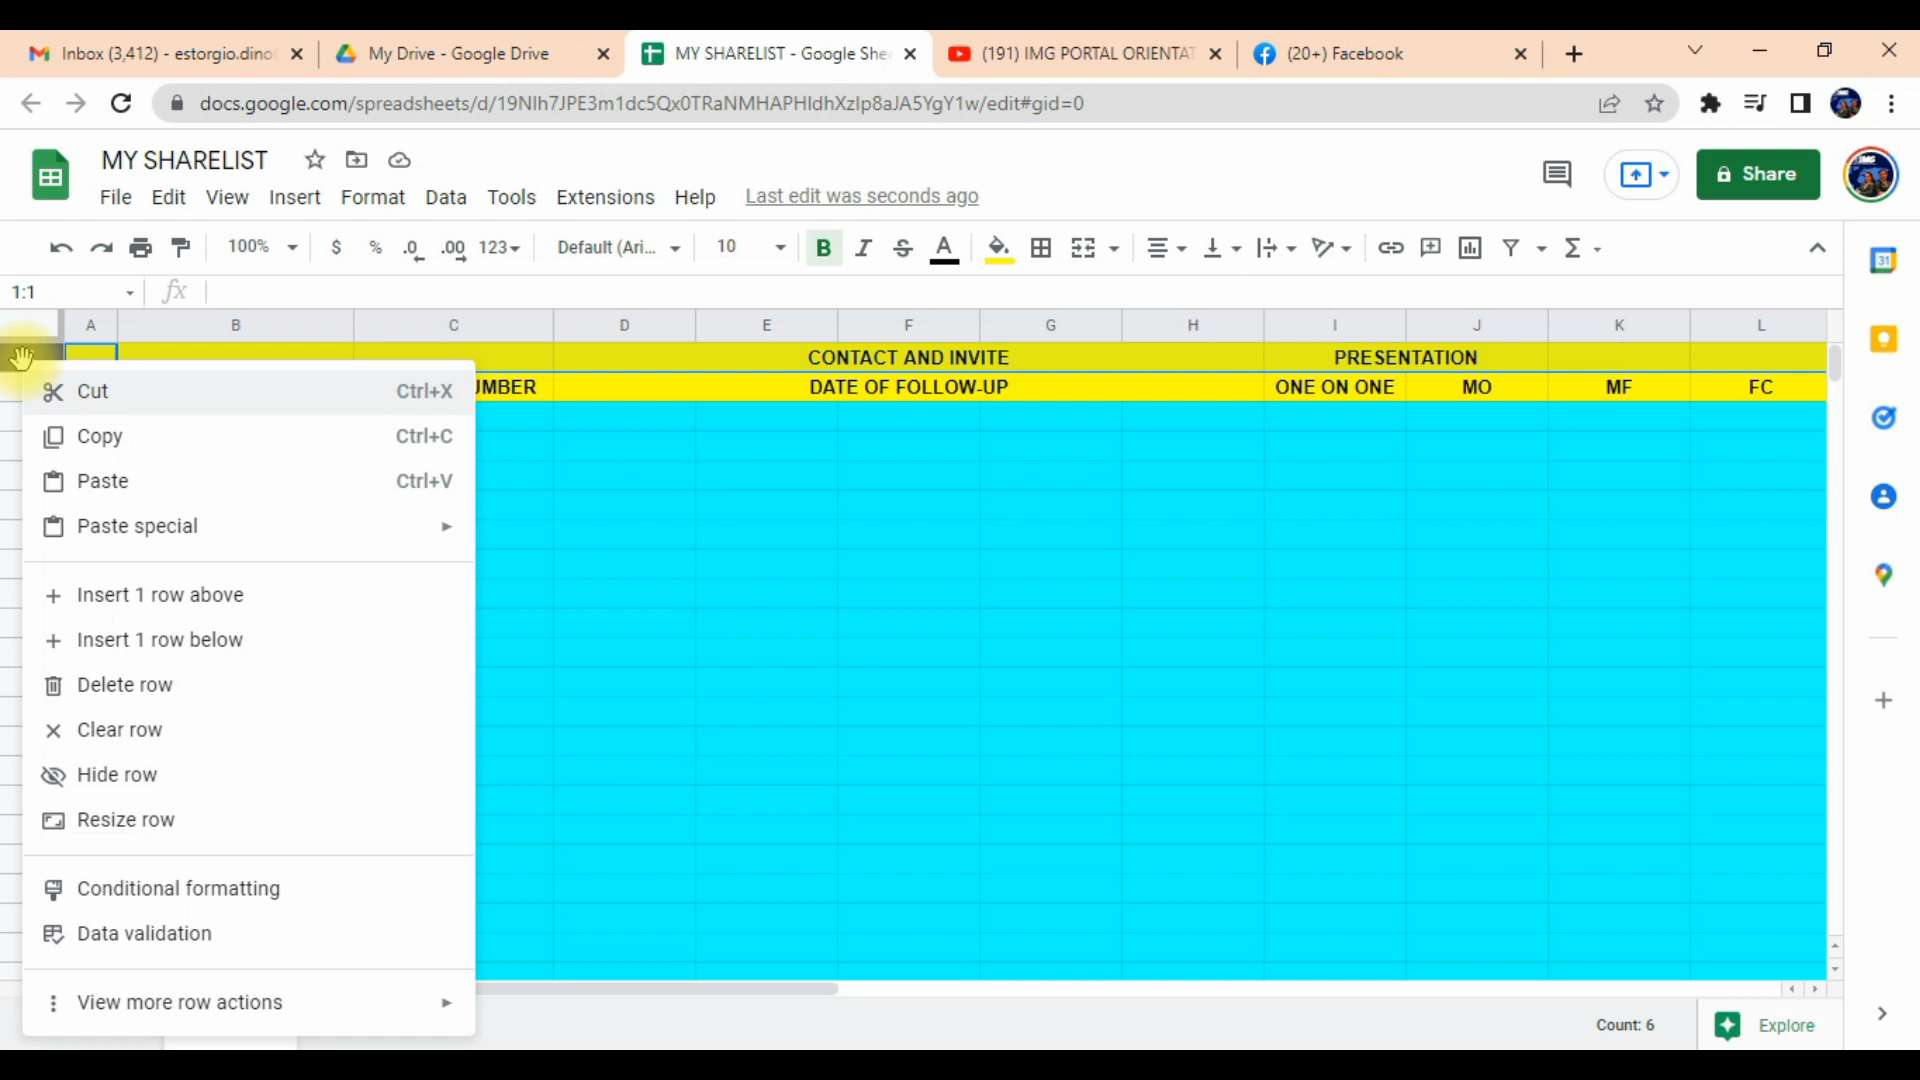 Inbox (3,412) - estorgio.dino
My Drive - Google Drive
MY SHARELIST - Google She
(191) IMG PORTAL ORIENTAT
(20+) Facebook
docs.google.com/spreadsheets/d/19NIh7JPE3m1dc5Qx0TRaNMHAPHIdhXzIp8aJA5YgY1w/edit#gid=0
MY SHARELIST
File Edit View Insert Format Data Tools Extensions Help Last edit was seconds ago
Share
100% $ % .0 .00 123 Default (Ari... 10 B I S A
31
1:1 fx
A B C D E F G H I J K L
CONTACT AND INVITE PRESENTATION
UMBER DATE OF FOLLOW-UP ONE ON ONE MO MF FC
Cut Ctrl+X
Copy Ctrl+C
Paste Ctrl+V
Paste special
Insert 1 row above
Insert 1 row below
Delete row
Clear row
Hide row
Resize row
Conditional formatting
Data validation
View more row actions
Count: 6
Explore